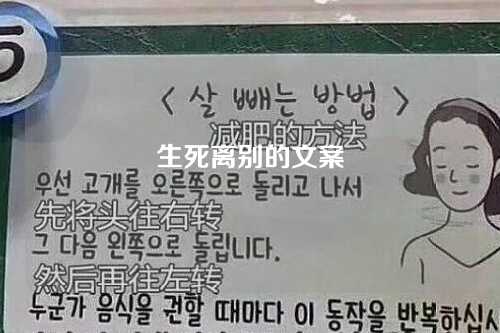 < 살 빼는 방법 >
减肥的方法
生死离别的文案
우선 고개를 오른쪽으로 돌리고 나서
先将头往右转
그 다음 왼쪽으로 돌립니다.
然后再往左转
누군가 음식을 권할 때마다 이 동작을 반복하십시